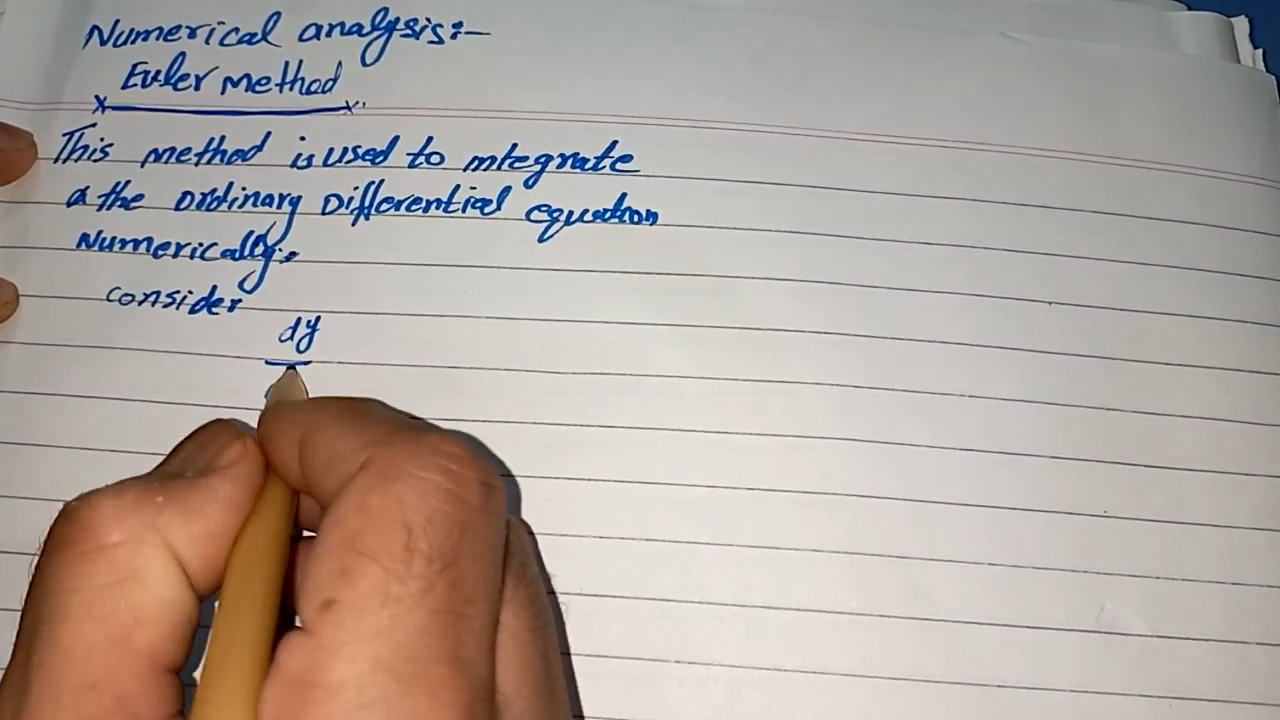 Numerical analysis:-
Euler method
This method is used to integrate
a the ordinary Differential equation
Numerically.
consider
dy